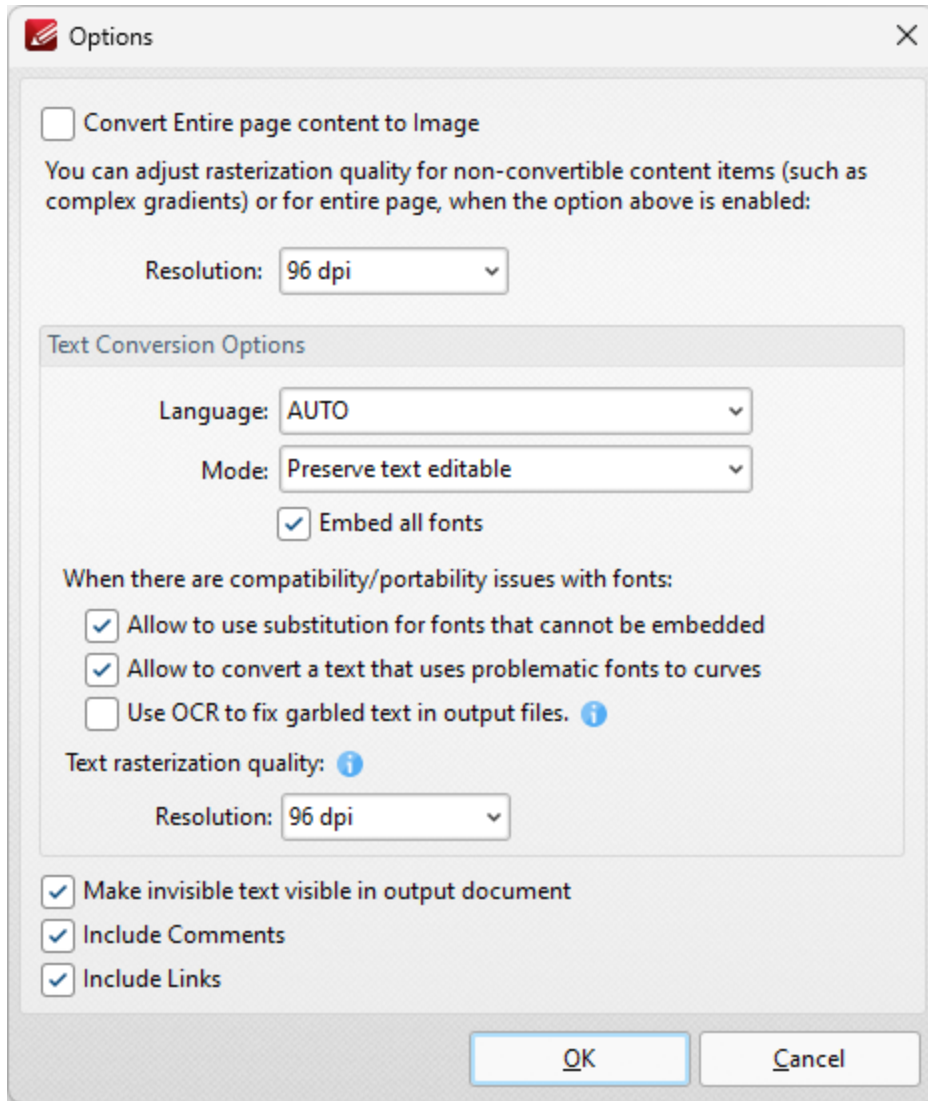 Options
Convert Entire page content to Image
You can adjust rasterization quality for non-convertible content items (such as
complex gradients) or for entire page, when the option above is enabled:
Resolution: 96 dpi
Text Conversion Options
Language: AUTO
Mode: Preserve text editable
Embed all fonts
When there are compatibility/portability issues with fonts:
Allow to use substitution for fonts that cannot be embedded
Allow to convert a text that uses problematic fonts to curves
Use OCR to fix garbled text in output files.
Text rasterization quality:
Resolution: 96 dpi
Make invisible text visible in output document
Include Comments
Include Links
OK Cancel